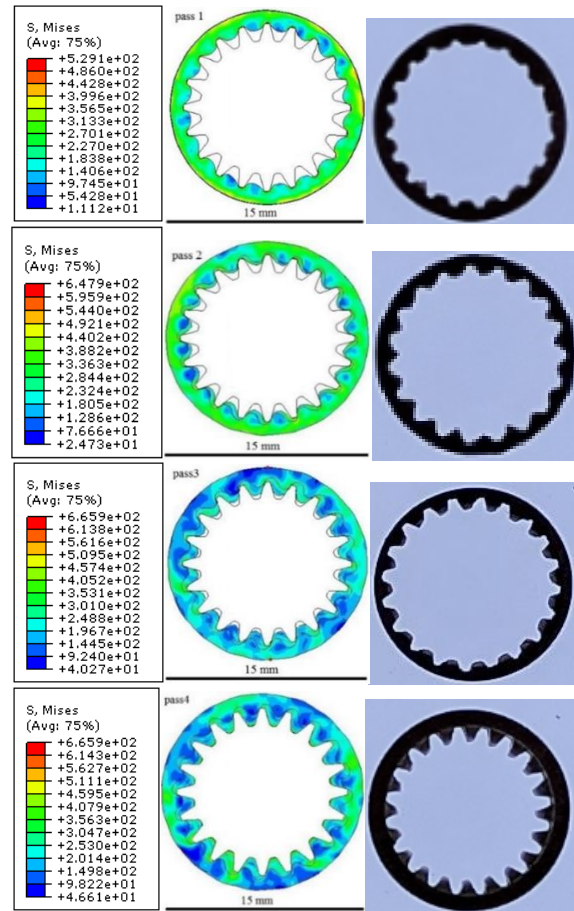 S, Mises
(Avg: 75%)
+5.291e+02
+4.860e+02
+4.428e+02
+3.996e+02
+3.565e+02
+3.133e+02
+2.701e+02
+2.270e+02
+1.838e+02
+1.406e+02
+9.745e+01
+5.428e+01
+1.112e+01
pass 1
15 mm
S, Mises
(Avg: 75%)
+6.479e+02
+5.959e+02
+5.440e+02
+4.921e+02
+4.402e+02
+3.882e+02
+3.363e+02
+2.844e+02
+2.324e+02
+1.805e+02
+1.286e+02
+7.666e+01
+2.473e+01
pass 2
15 mm
S, Mises
(Avg: 75%)
+6.659e+02
+6.138e+02
+5.616e+02
+5.095e+02
+4.574e+02
+4.052e+02
+3.531e+02
+3.010e+02
+2.488e+02
+1.967e+02
+1.445e+02
+9.240e+01
+4.027e+01
pass3
15 mm
S, Mises
(Avg: 75%)
+6.659e+02
+6.143e+02
+5.627e+02
+5.111e+02
+4.595e+02
+4.079e+02
+3.563e+02
+3.047e+02
+2.530e+02
+2.014e+02
+1.498e+02
+9.822e+01
+4.661e+01
pass4
15 mm